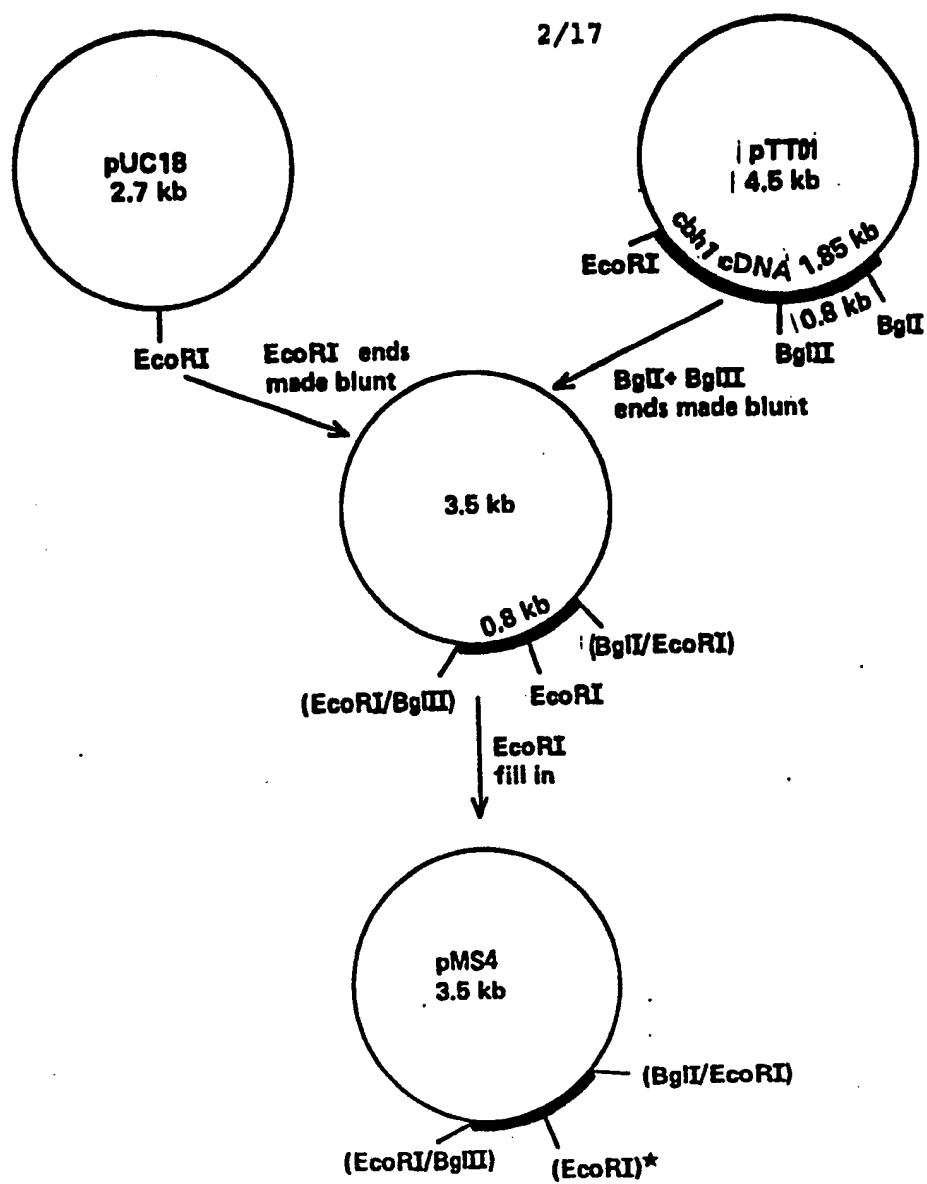 2/17
pUC18
2.7 kb
pTT01
4.5 kb
cbh1 cDNA 1.85 kb
EcoRI
0.8 kb
BglII
BglI
EcoRI
EcoRI ends
made blunt
BglI+ BglII
ends made blunt
3.5 kb
0.8 kb
(BglI/EcoRI)
(EcoRI/BglII)
EcoRI
EcoRI
fill in
pMS4
3.5 kb
(BglI/EcoRI)
(EcoRI/BglII)
(EcoRI)★